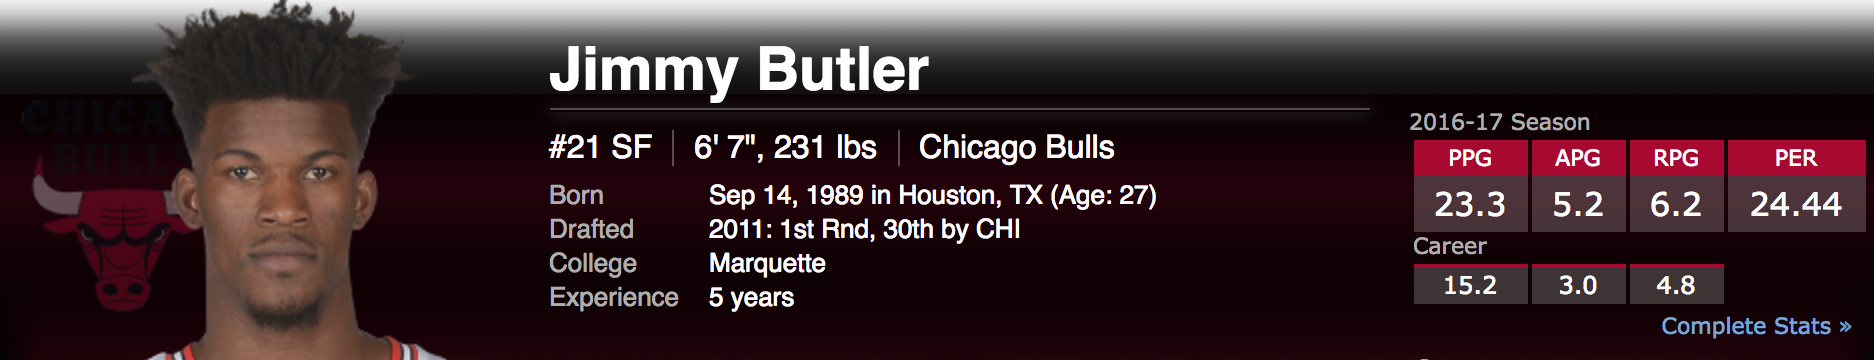 CHICAGO
BULLS
Jimmy Butler
#21 SF 6' 7", 231 lbs Chicago Bulls
Born Sep 14, 1989 in Houston, TX (Age: 27)
Drafted 2011: 1st Rnd, 30th by CHI
College Marquette
Experience 5 years
2016-17 Season
PPG APG RPG PER
23.3 5.2 6.2 24.44
Career
15.2 3.0 4.8
Complete Stats »